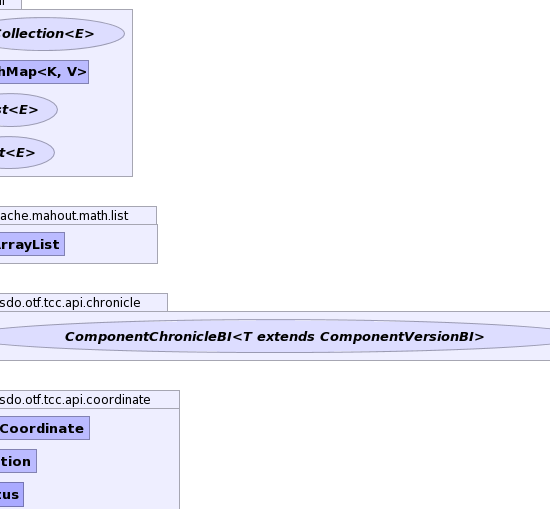 Collection<E>
hMap<K, V>
st<E>
t<E>
ache.mahout.math.list
rrayList
sdo.otf.tcc.api.chronicle
ComponentChronicleBI<T extends ComponentVersionBI>
sdo.otf.tcc.api.coordinate
Coordinate
tion
tus